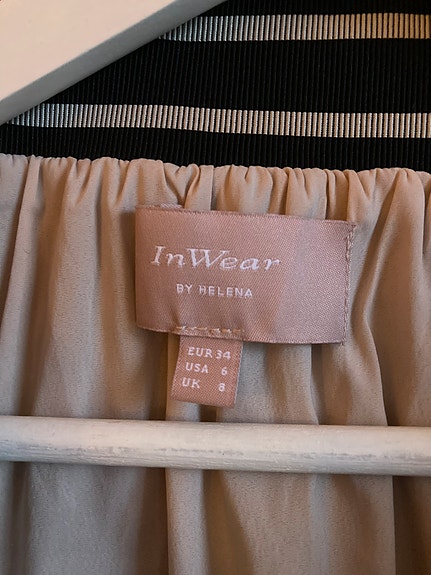 InWear
BY HELENA
EUR 34
USA 6
UK 8